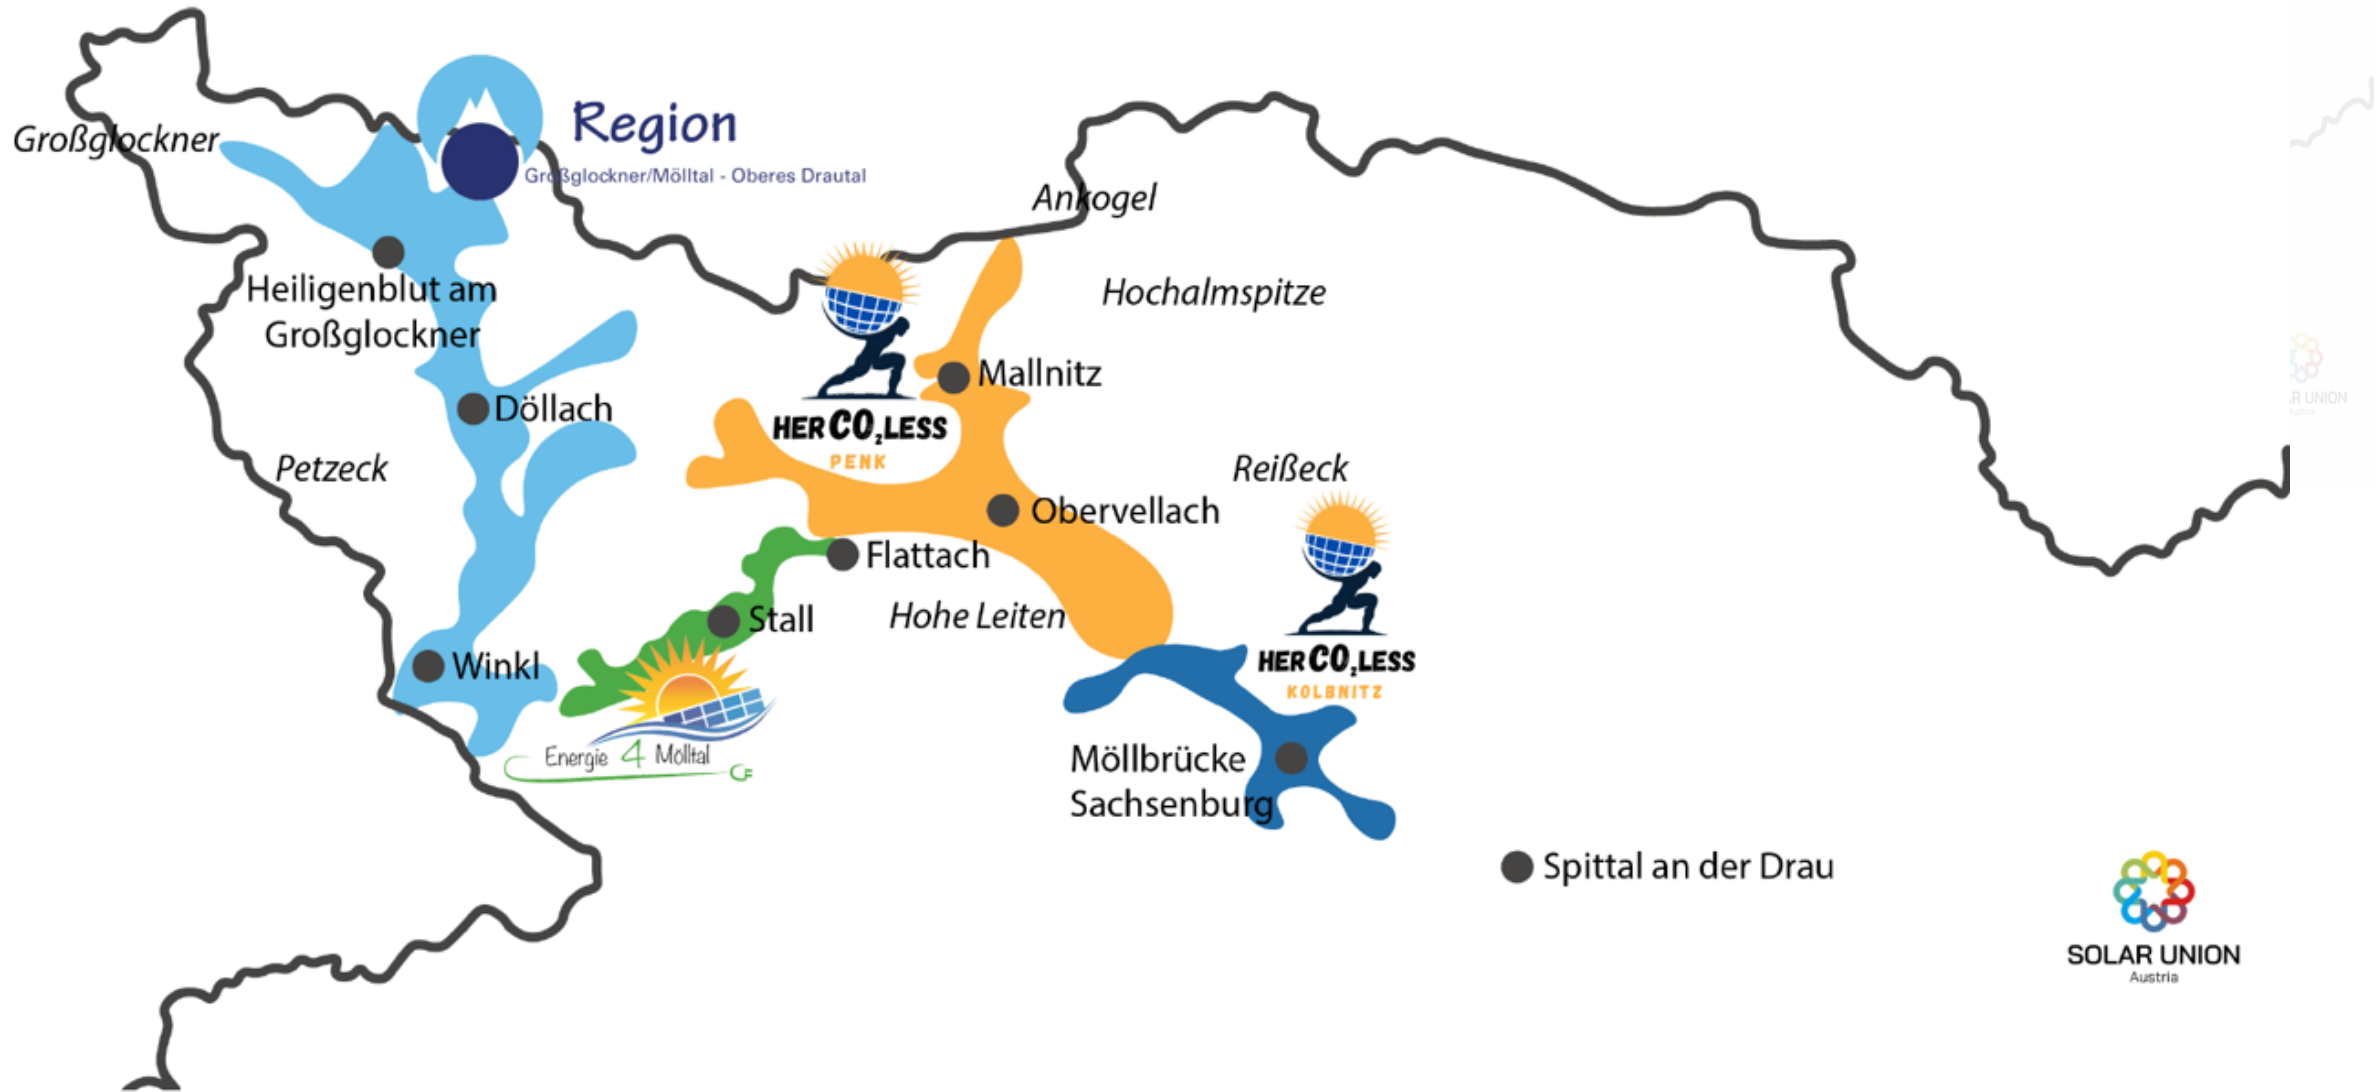 Region
Großglockner/Mölltal - Oberes Drautal
Großglockner
Ankogel
Heiligenblut am
Großglockner
Hochalmspitze
Mallnitz
Döllach
HERCO₂LESS
PENK
Petzeck
Reißeck
Obervellach
Flattach
Stall
Hohe Leiten
Winkl
HERCO₂LESS
KOLBNITZ
Energie 4 Mölltal
Möllbrücke
Sachsenburg
Spittal an der Drau
SOLAR UNION
Austria
R UNION